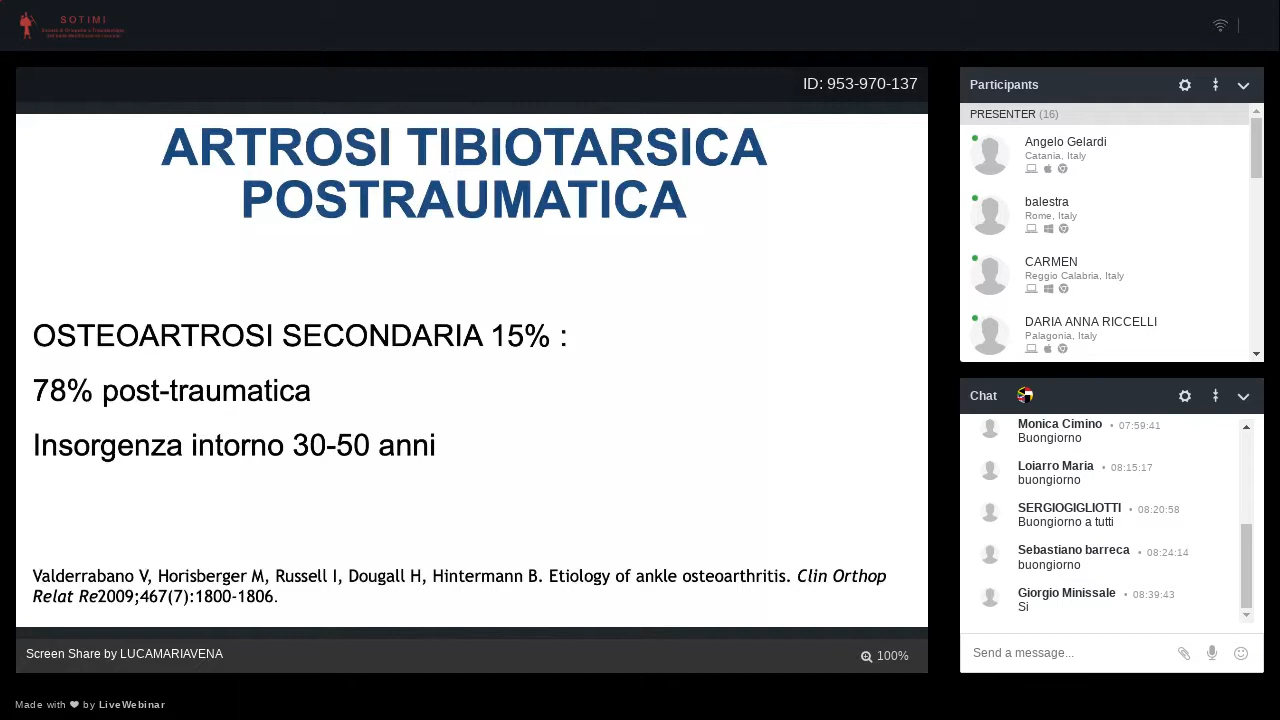 SOTIMI
ID: 953-970-137
ARTROSI TIBIOTARSICA
POSTRAUMATICA
OSTEOARTROSI SECONDARIA 15% :
78% post-traumatica
Insorgenza intorno 30-50 anni
Valderrabano V, Horisberger M, Russell I, Dougall H, Hintermann B. Etiology of ankle osteoarthritis. Clin Orthop
Relat Re2009;467(7):1800-1806.
Screen Share by LUCAMARIAVENA
100%
Participants
PRESENTER (16)
Angelo Gelardi
Catania, Italy
balestra
Rome, Italy
CARMEN
Reggio Calabria, Italy
DARIA ANNA RICCELLI
Palagonia, Italy
Chat
Monica Cimino • 07:59:41
Buongiorno
Loiarro Maria • 08:15:17
buongiorno
SERGIOGIGLIOTTI • 08:20:58
Buongiorno a tutti
Sebastiano barreca • 08:24:14
buongiorno
Giorgio Minissale • 08:39:43
Si
Send a message...
Made with ❤ by LiveWebinar